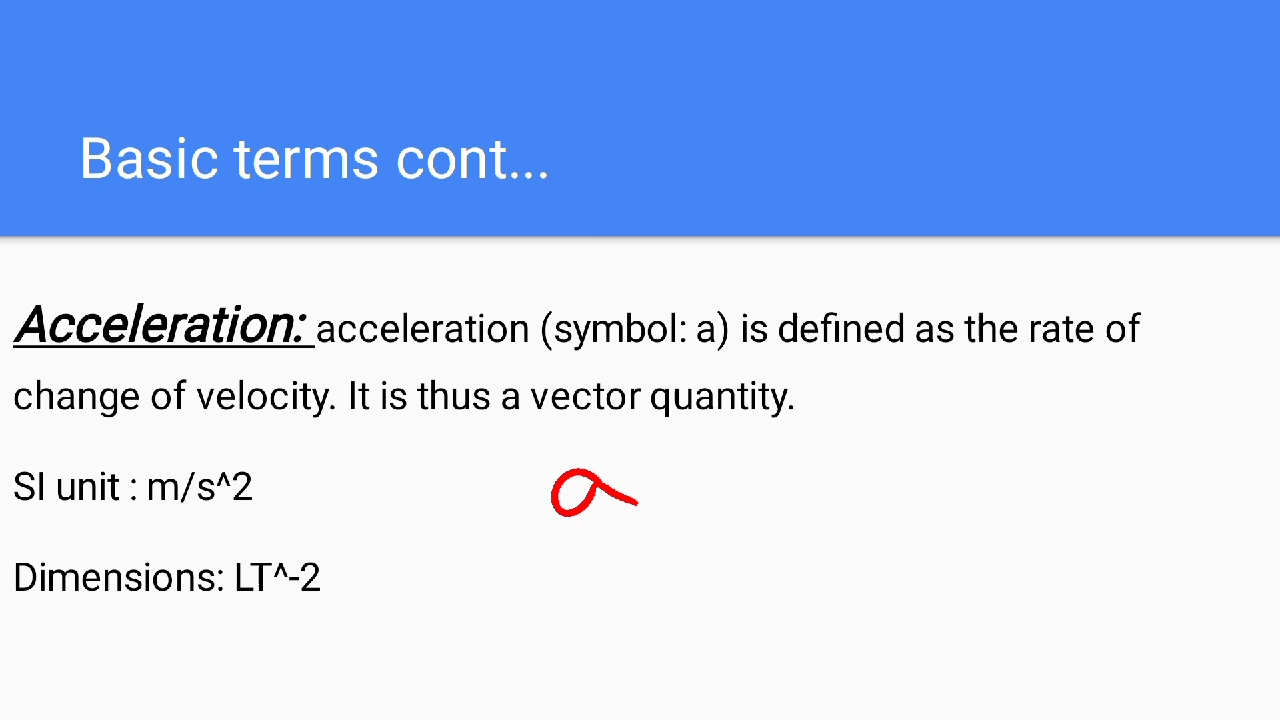 Basic terms cont...
Acceleration: acceleration (symbol: a) is defined as the rate of
change of velocity. It is thus a vector quantity.
SI unit : m/s^2
a
Dimensions: LT^-2